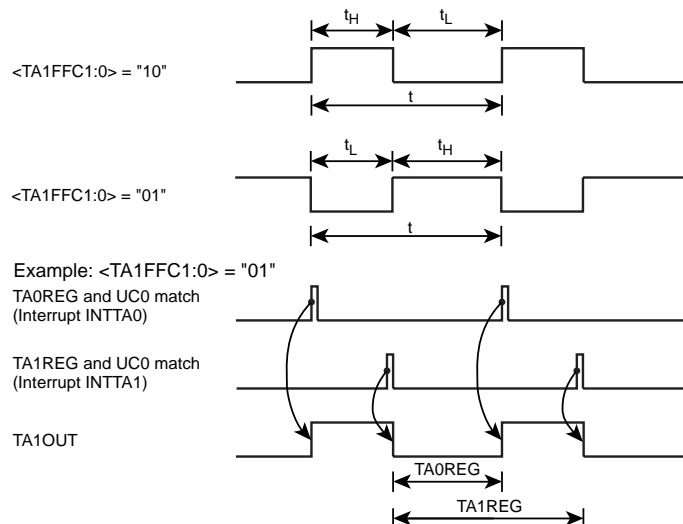 tH tL
<TA1FFC1:0> = "10"
t
tL tH
<TA1FFC1:0> = "01"
t
Example: <TA1FFC1:0> = "01"
TA0REG and UC0 match
(Interrupt INTTA0)
TA1REG and UC0 match
(Interrupt INTTA1)
TA1OUT
TA0REG
TA1REG